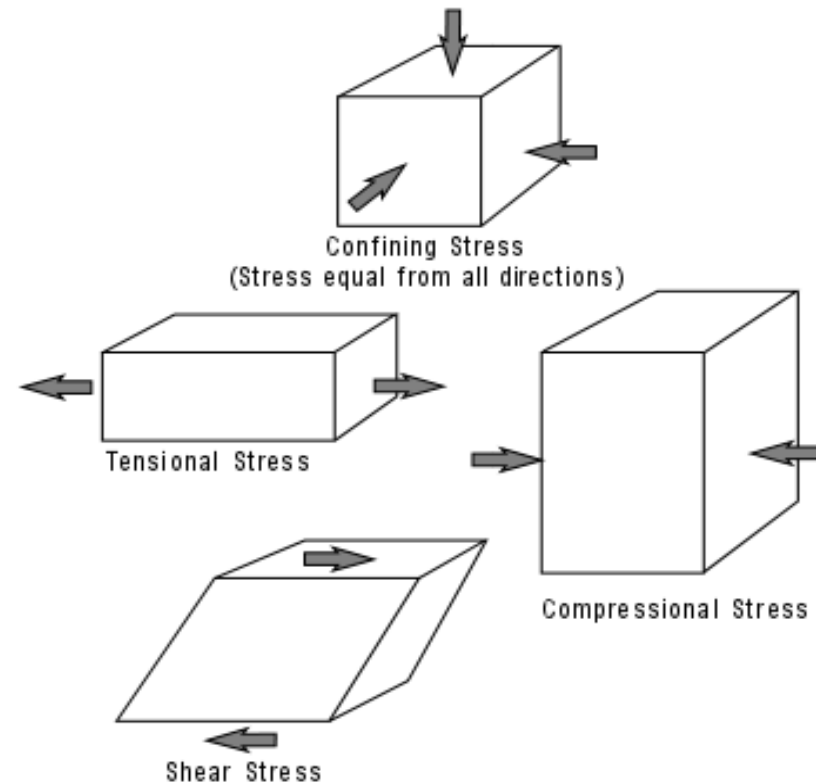 Confining Stress
(Stress equal from all directions)
Tensional Stress
Compressional Stress
Shear Stress